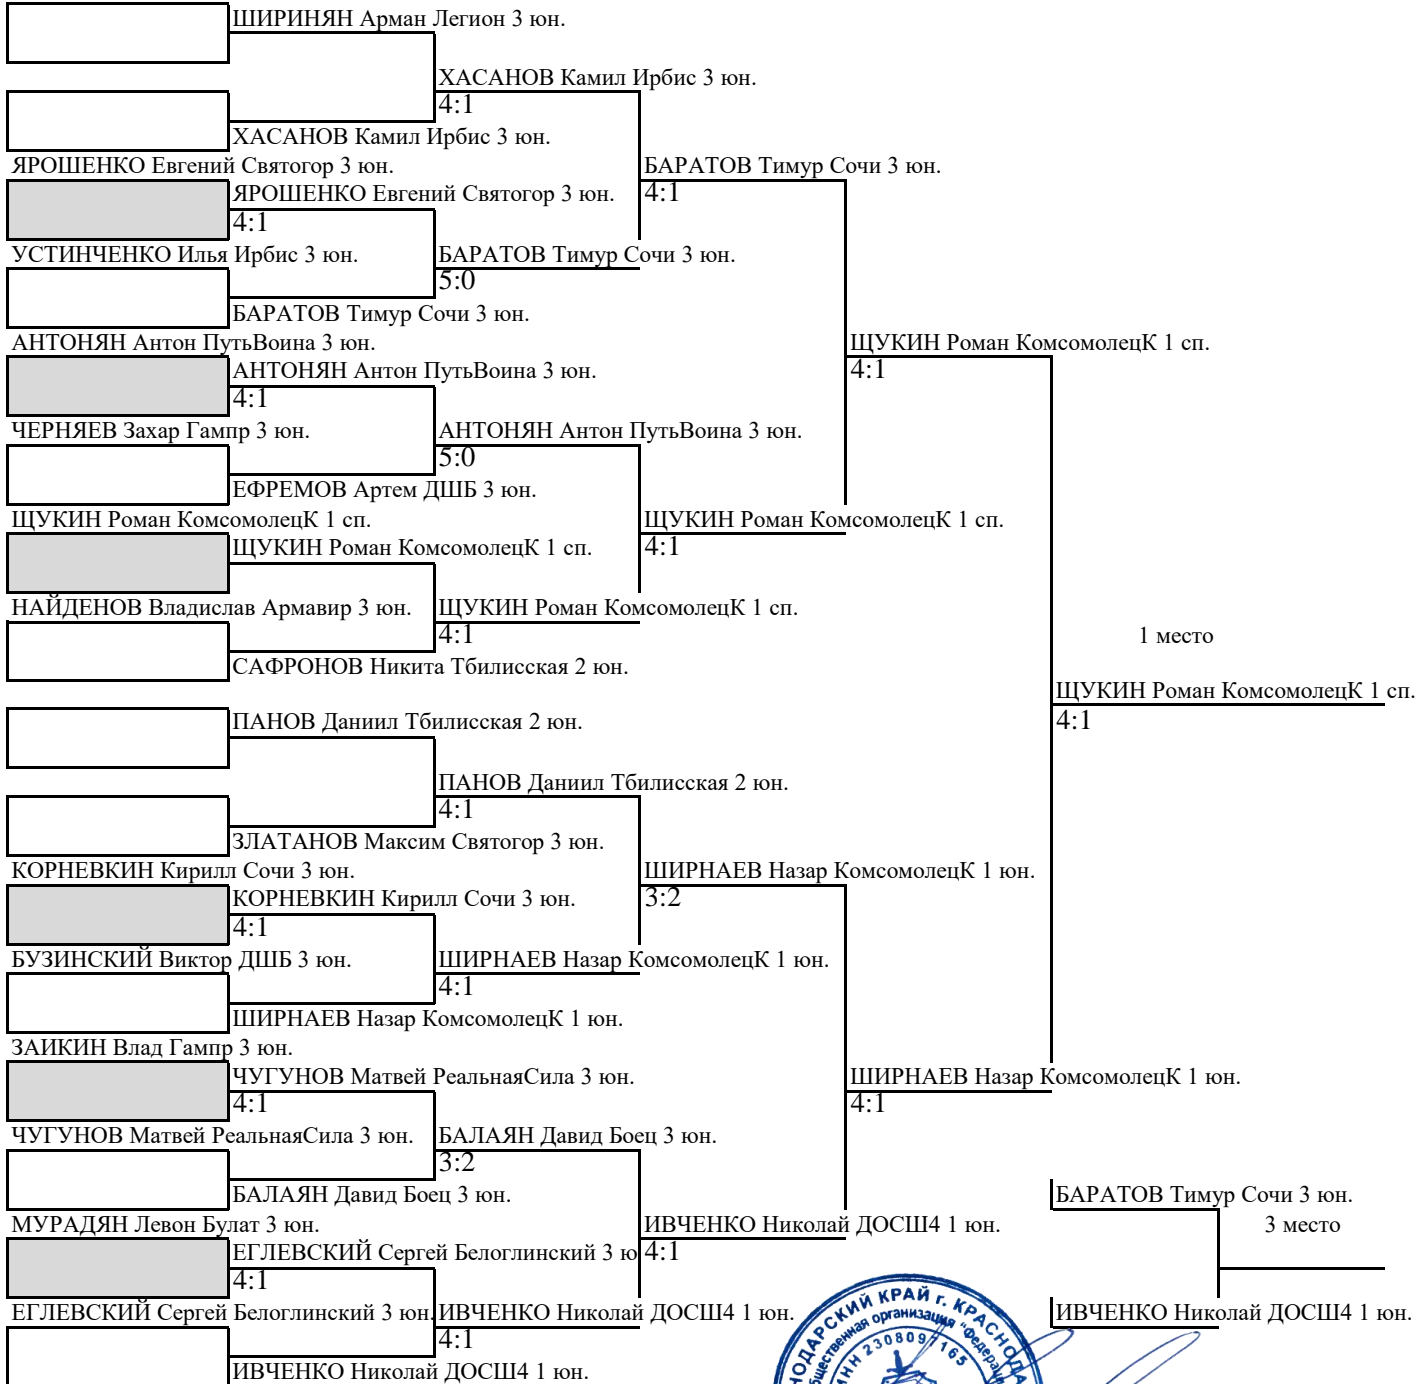 ШИРИНЯН Арман Легион 3 юн.
ХАСАНОВ Камил Ирбис 3 юн.
4:1
ХАСАНОВ Камил Ирбис 3 юн.
ЯРОШЕНКО Евгений Святогор 3 юн.
БАРАТОВ Тимур Сочи 3 юн.
ЯРОШЕНКО Евгений Святогор 3 юн.
4:1
4:1
УСТИНЧЕНКО Илья Ирбис 3 юн.
БАРАТОВ Тимур Сочи 3 юн.
5:0
БАРАТОВ Тимур Сочи 3 юн.
АНТОНЯН Антон ПутьВоина 3 юн.
ЩУКИН Роман КомсомолецК 1 сп.
АНТОНЯН Антон ПутьВоина 3 юн.
4:1
4:1
ЧЕРНЯЕВ Захар Гампр 3 юн.
АНТОНЯН Антон ПутьВоина 3 юн.
5:0
ЕФРЕМОВ Артем ДШБ 3 юн.
ЩУКИН Роман КомсомолецК 1 сп.
ЩУКИН Роман КомсомолецК 1 сп.
ЩУКИН Роман КомсомолецК 1 сп.
4:1
НАЙДЕНОВ Владислав Армавир 3 юн.
ЩУКИН Роман КомсомолецК 1 сп.
4:1
1 место
САФРОНОВ Никита Тбилисская 2 юн.
ЩУКИН Роман КомсомолецК 1 сп.
4:1
ПАНОВ Даниил Тбилисская 2 юн.
ПАНОВ Даниил Тбилисская 2 юн.
4:1
ЗЛАТАНОВ Максим Святогор 3 юн.
КОРНЕВКИН Кирилл Сочи 3 юн.
ШИРНАЕВ Назар КомсомолецК 1 юн.
КОРНЕВКИН Кирилл Сочи 3 юн.
3:2
4:1
БУЗИНСКИЙ Виктор ДШБ 3 юн.
ШИРНАЕВ Назар КомсомолецК 1 юн.
4:1
ШИРНАЕВ Назар КомсомолецК 1 юн.
ЗАИКИН Влад Гампр 3 юн.
ЧУГУНОВ Матвей РеальнаяСила 3 юн.
ШИРНАЕВ Назар КомсомолецК 1 юн.
4:1
4:1
ЧУГУНОВ Матвей РеальнаяСила 3 юн.
БАЛАЯН Давид Боец 3 юн.
3:2
БАЛАЯН Давид Боец 3 юн.
БАРАТОВ Тимур Сочи 3 юн.
МУРАДЯН Левон Булат 3 юн.
ИВЧЕНКО Николай ДОСШ4 1 юн.
3 место
ЕГЛЕВСКИЙ Сергей Белоглинский 3 ю
4:1
4:1
ЕГЛЕВСКИЙ Сергей Белоглинский 3 юн.
ИВЧЕНКО Николай ДОСШ4 1 юн.
ИВЧЕНКО Николай ДОСШ4 1 юн.
4:1
ИВЧЕНКО Николай ДОСШ4 1 юн.
КРАЙ г.
организация
ИНН 2308097165